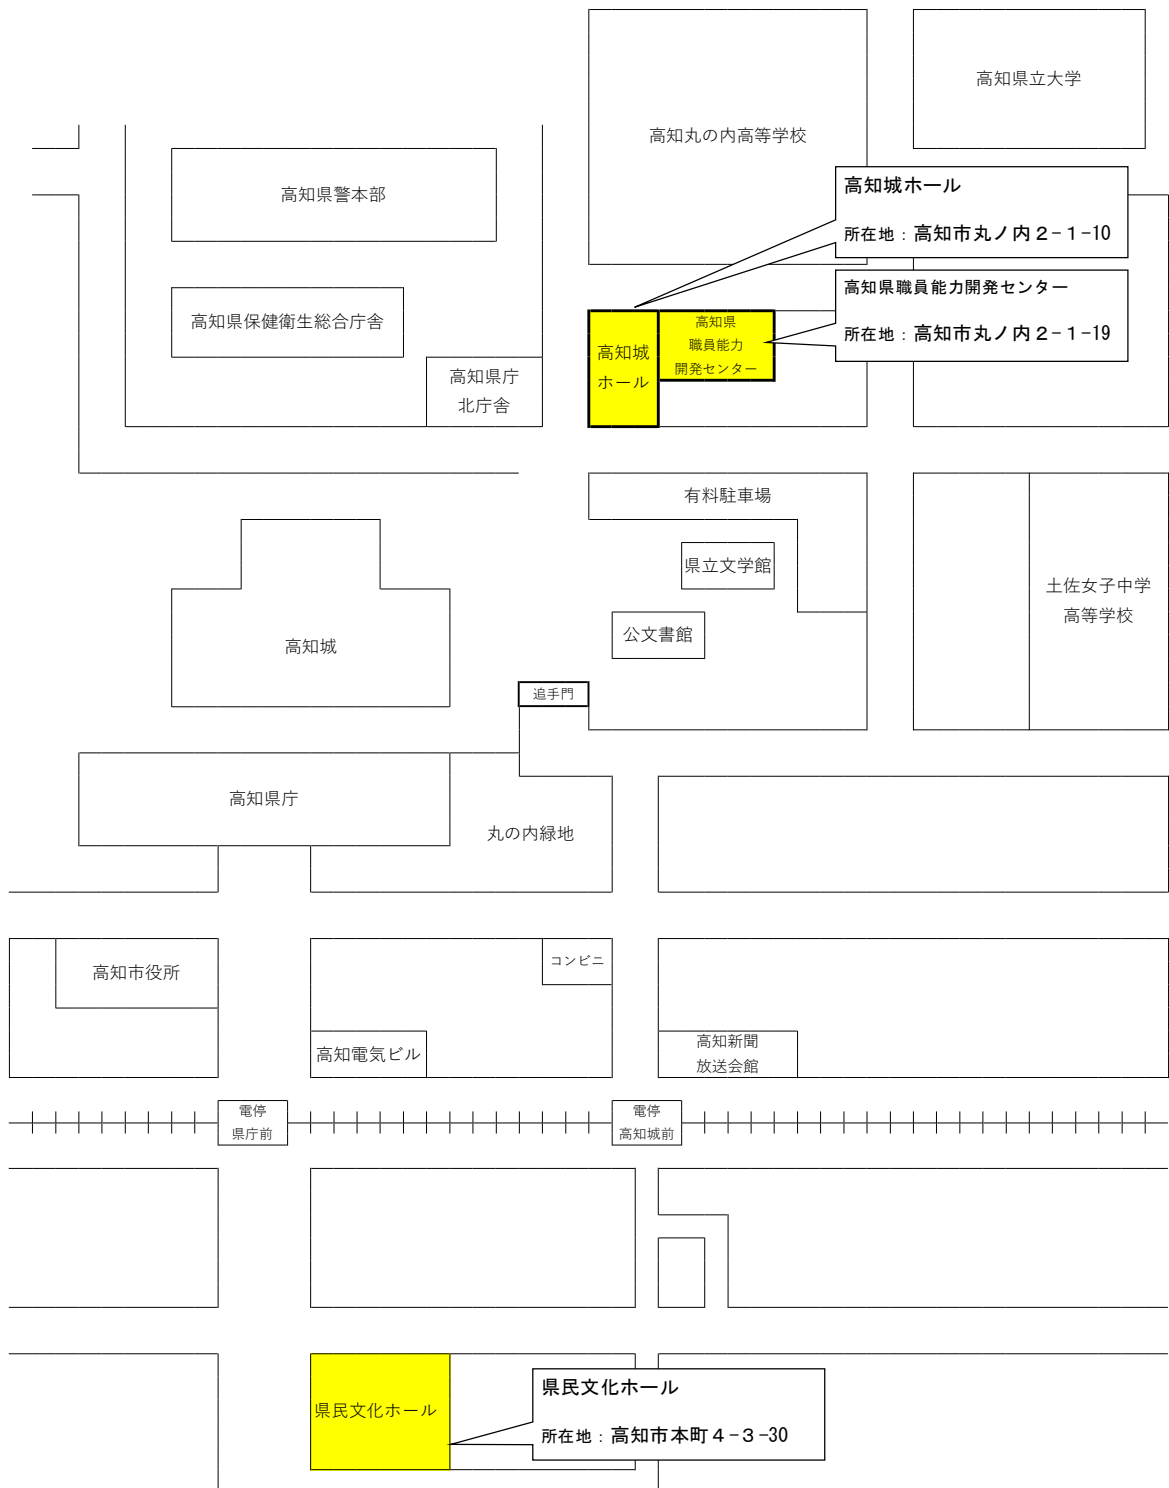 高知県立大学
高知丸の内高等学校
高知県警本部
高知城ホール
所在地：高知市丸ノ内２-１-10
高知県職員能力開発センター
所在地：高知市丸ノ内２-１-19
高知県保健衛生総合庁舎
高知県庁
北庁舎
高知城
ホール
高知県
職員能力
開発センター
有料駐車場
県立文学館
公文書館
土佐女子中学
高等学校
高知城
追手門
高知県庁
丸の内緑地
高知市役所
コンビニ
高知電気ビル
高知新聞
放送会館
電停
県庁前
電停
高知城前
県民文化ホール
県民文化ホール
所在地：高知市本町４-３-30